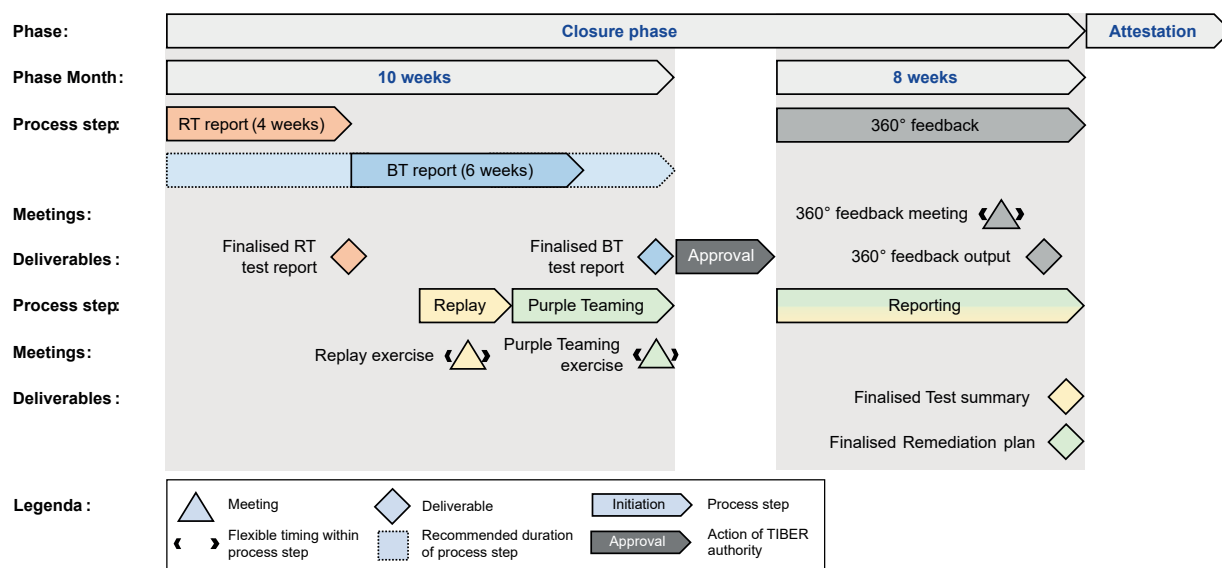 Phase:
Closure phase
Attestation
Phase Month:
10 weeks
8 weeks
Process step:
RT report (4 weeks)
360° feedback
BT report (6 weeks)
Meetings:
360° feedback meeting
Deliverables:
Finalised RT
test report
Finalised BT
test report
Approval
360° feedback output
Process step:
Replay
Purple Teaming
Reporting
Meetings:
Replay exercise
Purple Teaming
exercise
Deliverables:
Finalised Test summary
Finalised Remediation plan
Legenda:
Meeting
Deliverable
Initiation
Process step
Flexible timing within
process step
Recommended duration
of process step
Approval
Action of TIBER
authority